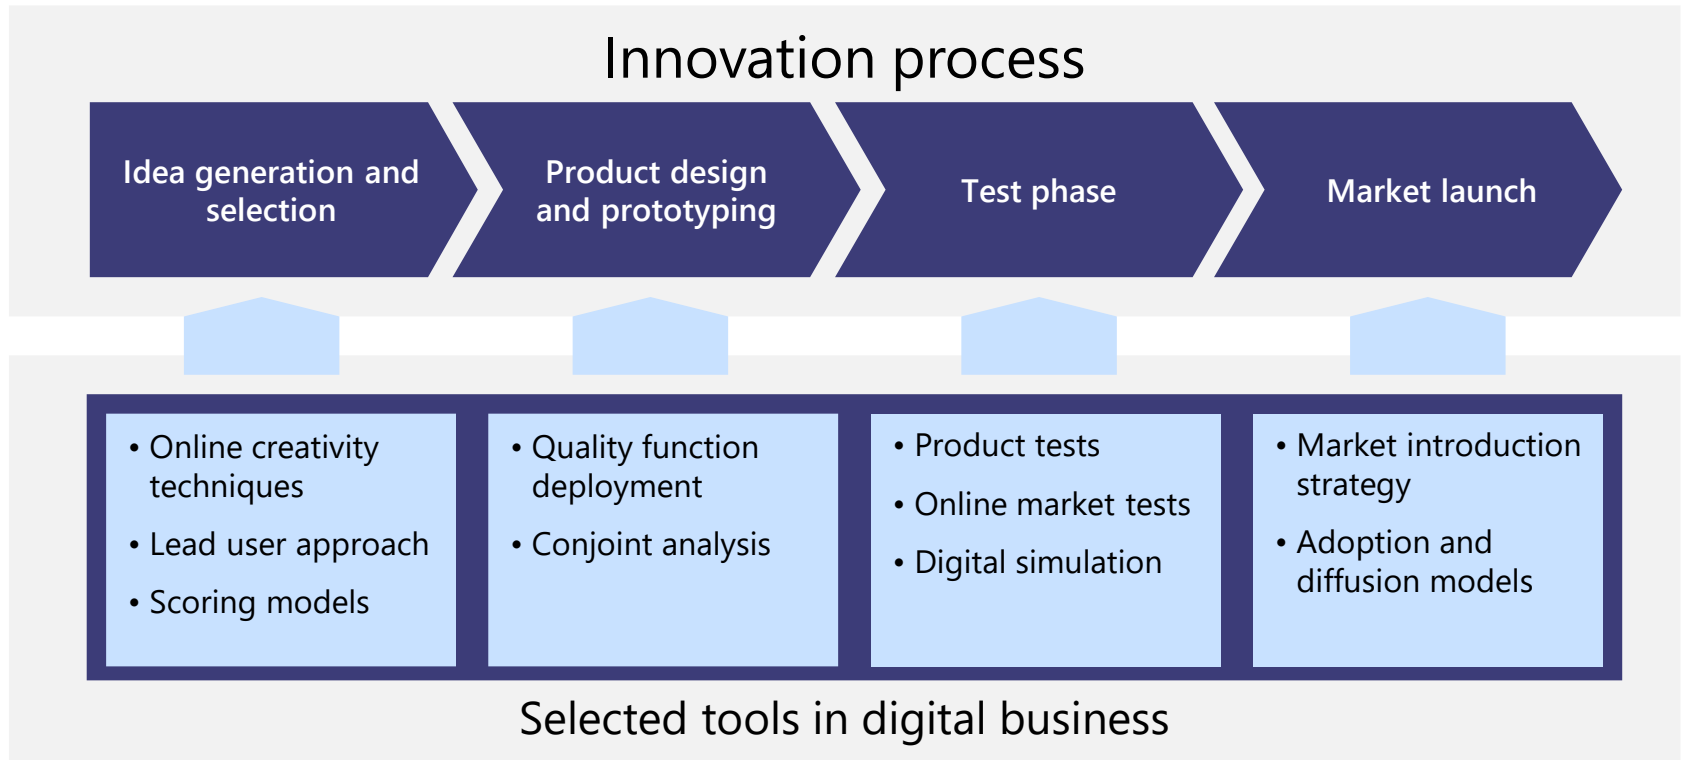 Innovation process
Idea generation and
selection
Product design
and prototyping
Test phase
Market launch
• Online creativity
techniques
• Lead user approach
• Scoring models
• Quality function
deployment
• Conjoint analysis
• Product tests
• Online market tests
• Digital simulation
• Market introduction
strategy
• Adoption and
diffusion models
Selected tools in digital business